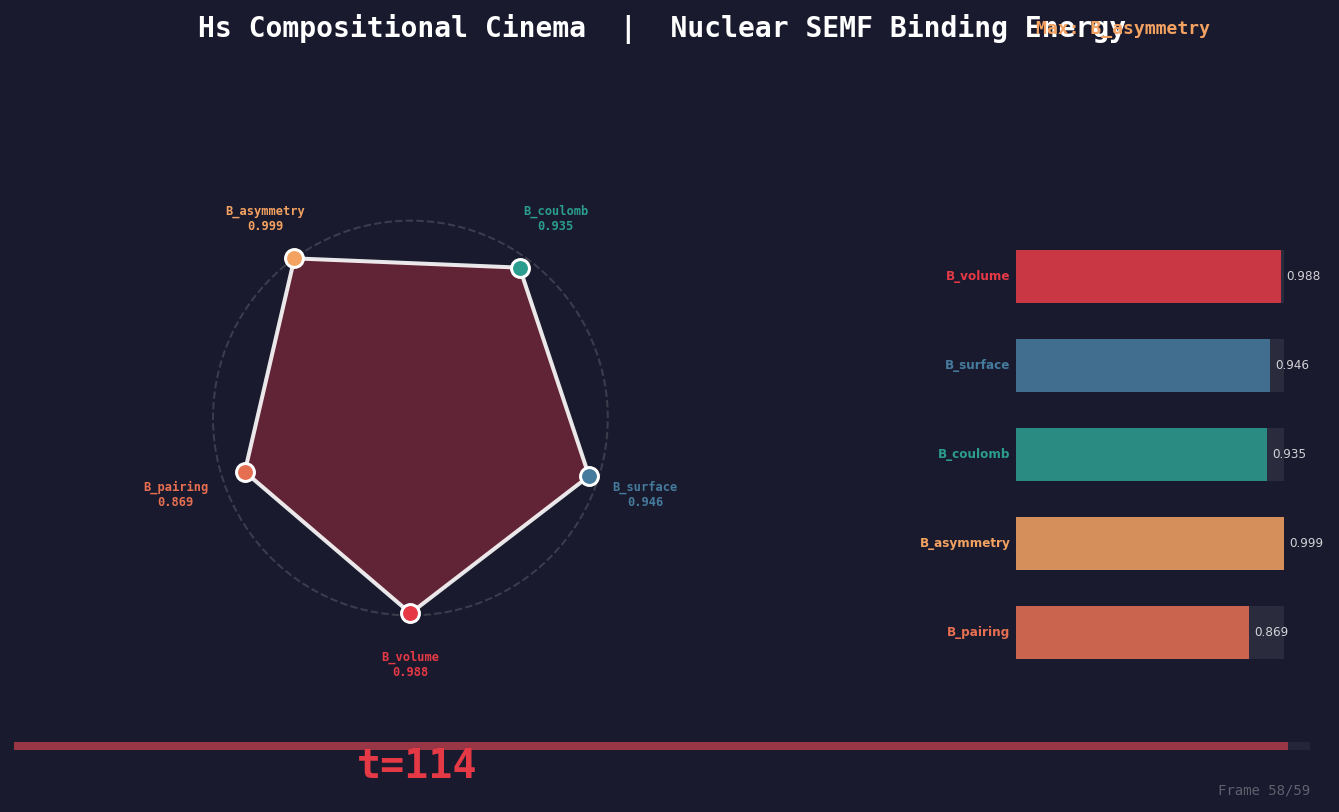 Hs Compositional Cinema | Nuclear SEMF Binding Energy
Max: B_asymmetry
B_asymmetry
0.999
B_coulomb
0.935
B_pairing
0.869
B_surface
0.946
B_volume
0.988
B_volume 0.988
B_surface 0.946
B_coulomb 0.935
B_asymmetry 0.999
B_pairing 0.869
t=114
Frame 58/59